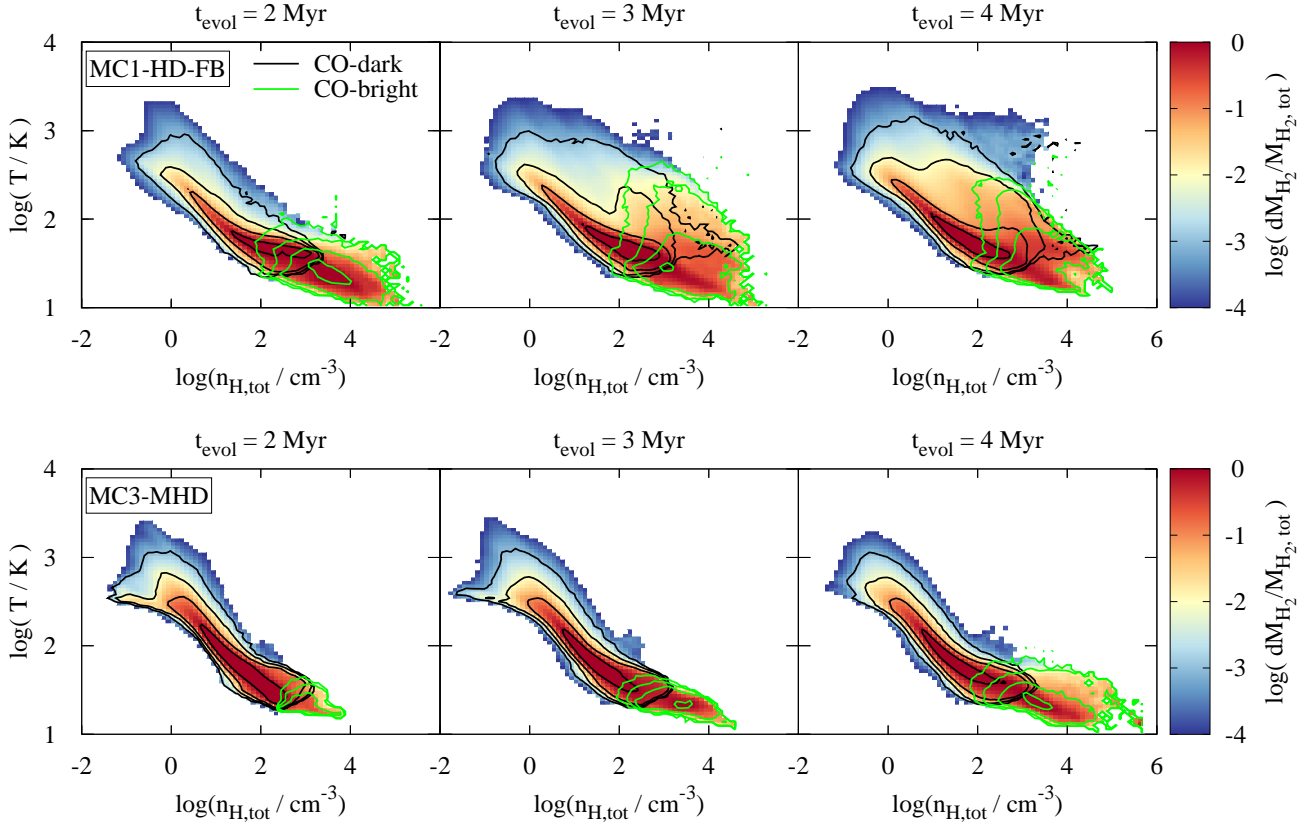 t_evol = 2 Myr
t_evol = 3 Myr
t_evol = 4 Myr
MC1-HD-FB
CO-dark
CO-bright
4
3
2
1
log( T / K )
-2 0 2 4
-2 0 2 4
-2 0 2 4 6
log(n_H,tot / cm^-3)
log(n_H,tot / cm^-3)
log(n_H,tot / cm^-3)
0
-1
-2
-3
-4
log( dM_H_2/M_H_2, tot )
t_evol = 2 Myr
t_evol = 3 Myr
t_evol = 4 Myr
MC3-MHD
4
3
2
1
log( T / K )
-2 0 2 4
-2 0 2 4
-2 0 2 4 6
log(n_H,tot / cm^-3)
log(n_H,tot / cm^-3)
log(n_H,tot / cm^-3)
0
-1
-2
-3
-4
log( dM_H_2/M_H_2, tot )